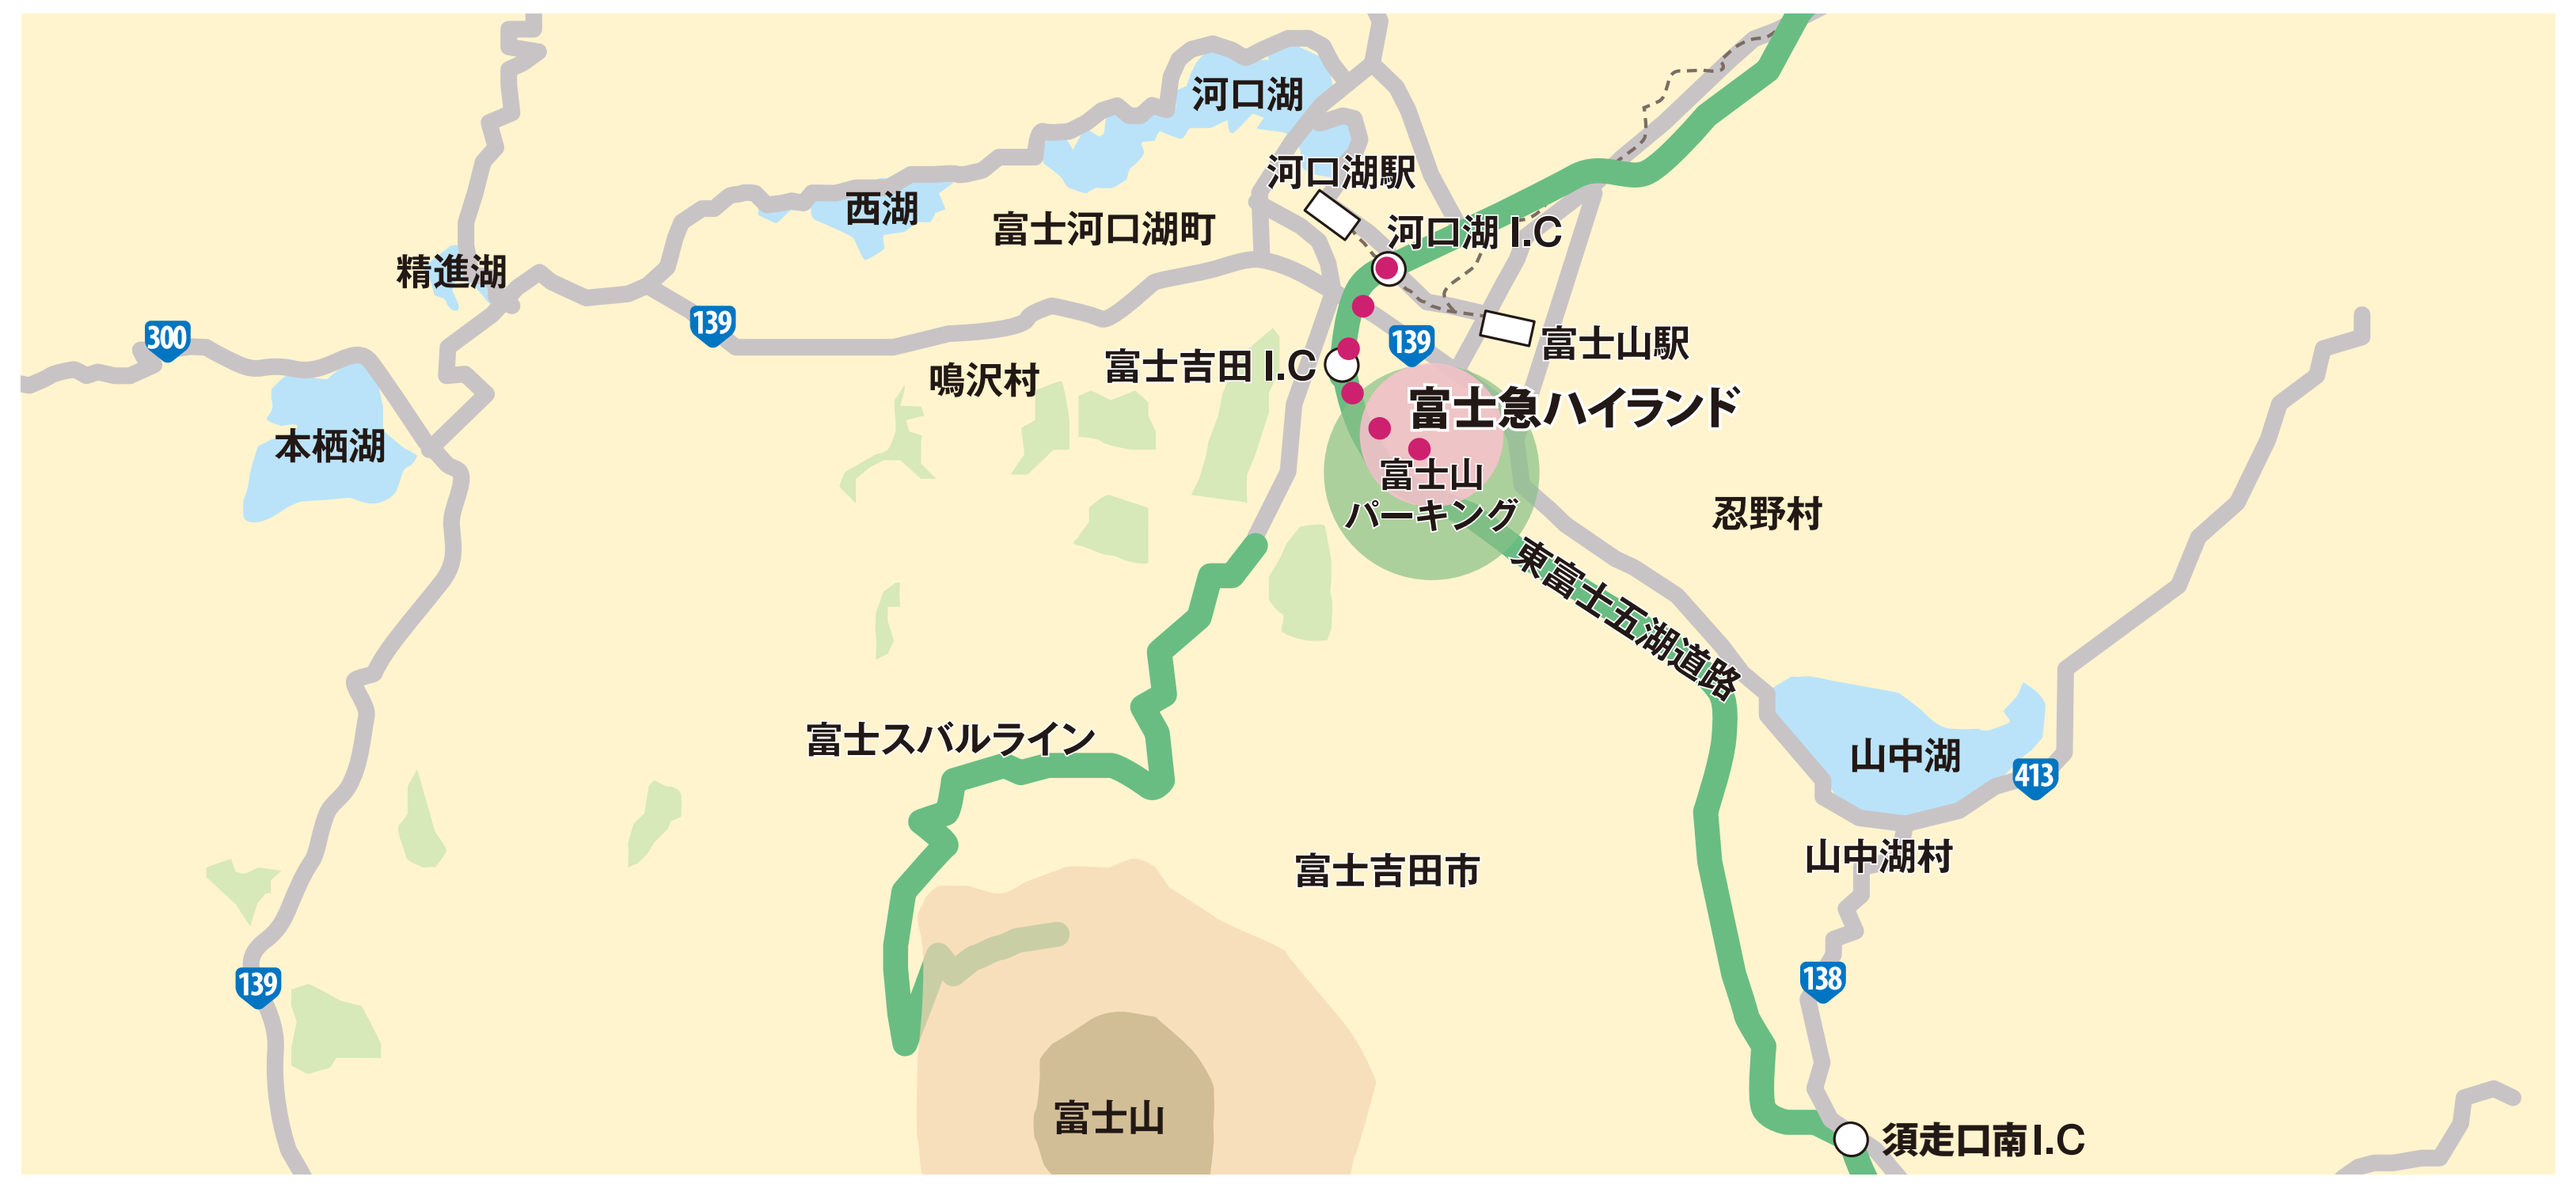 河口湖
河口湖駅
西湖
富士河口湖町
河口湖 I.C
精進湖
139
300
139
富士山駅
富士吉田 I.C
鳴沢村
富士急ハイランド
本栖湖
富士山
パーキング
忍野村
東富士五湖道路
富士スバルライン
山中湖
413
富士吉田市
山中湖村
139
138
富士山
須走口南I.C